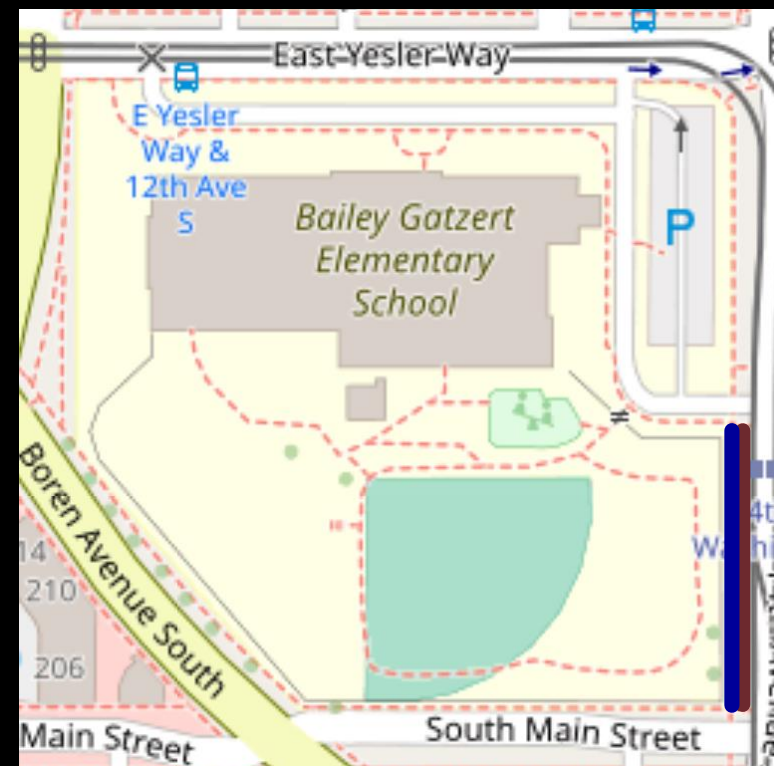 East Yesler Way
E Yesler
Way &
12th Ave
S
P
Bailey Gatzert
Elementary
School
Boren Avenue South
14
210
206
South Main Street
Main Street